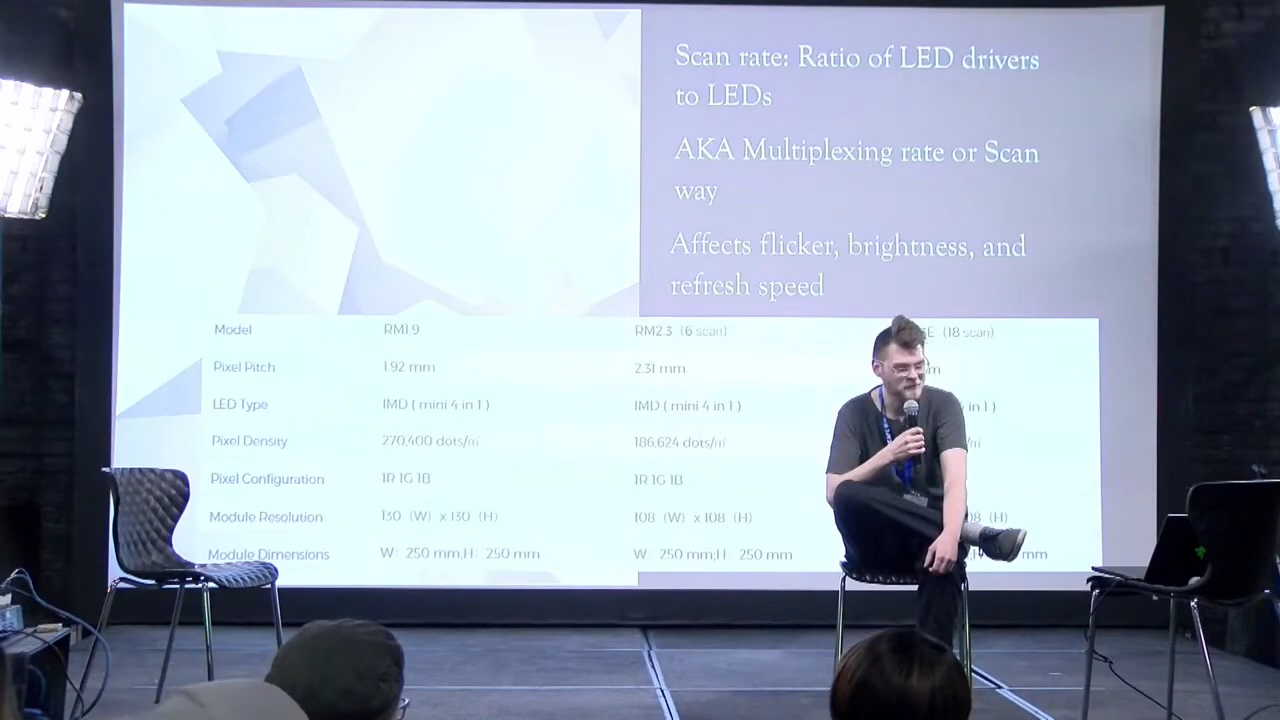 Scan rate: Ratio of LED drivers
to LEDs
AKA Multiplexing rate or Scan
way
Affects flicker, brightness, and
refresh speed
Model RM1.9 RM2.3 (6 scan) (18 scan)
Pixel Pitch 1.92 mm 2.31 mm
LED Type IMD ( mini 4 in 1 ) IMD ( mini 4 in 1 ) in 1 )
Pixel Density 270,400 dots/㎡ 186,624 dots/㎡
Pixel Configuration 1R 1G 1B 1R 1G 1B
Module Resolution 130 (W) x 130 (H) 108 (W) x 108 (H) (H)
Module Dimensions W: 250 mm;H: 250 mm W: 250 mm;H: 250 mm mm